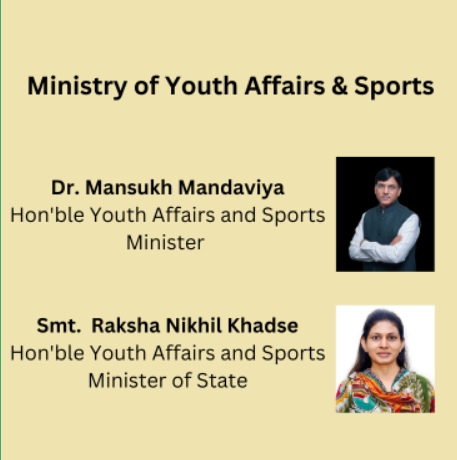 Ministry of Youth Affairs & Sports
Dr. Mansukh Mandaviya
Hon'ble Youth Affairs and Sports
Minister
Smt. Raksha Nikhil Khadse
Hon'ble Youth Affairs and Sports
Minister of State